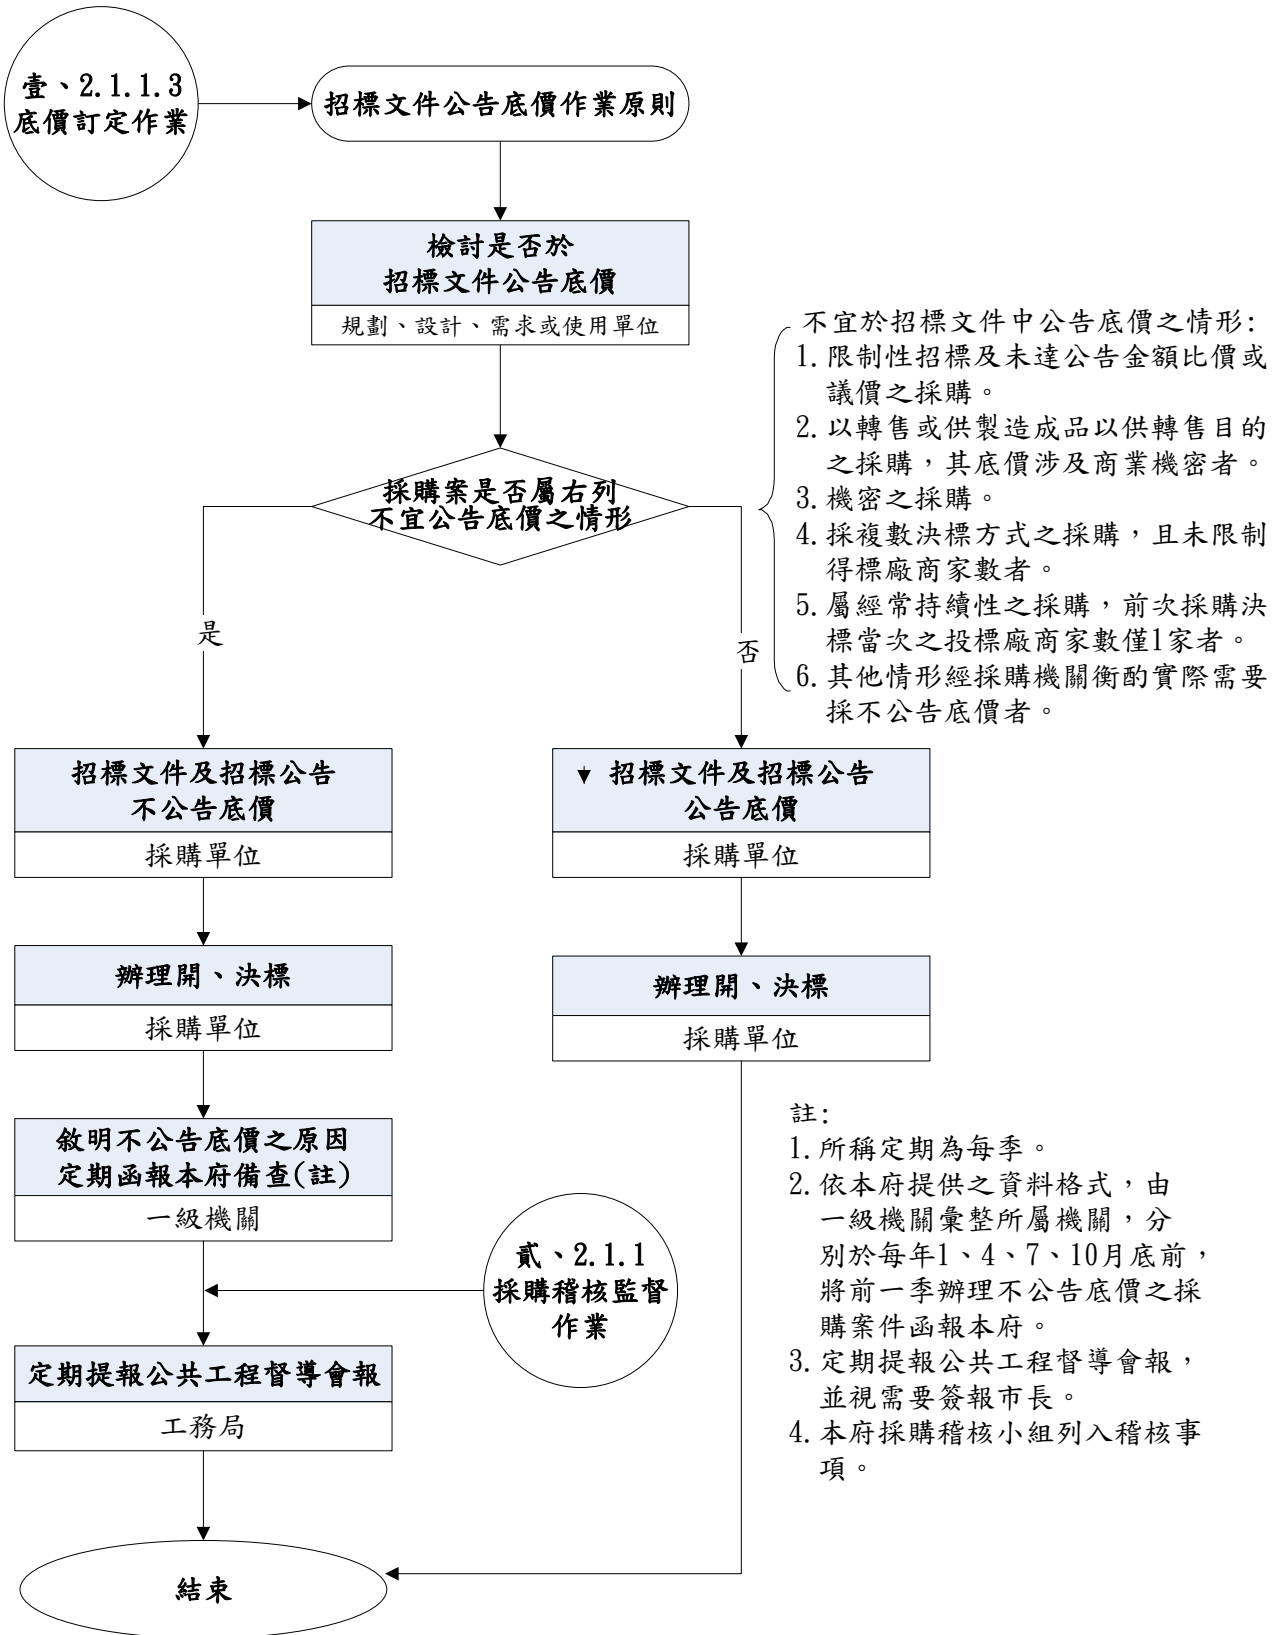 壹、2.1.1.3
底價訂定作業
招標文件公告底價作業原則
檢討是否於
招標文件公告底價
規劃、設計、需求或使用單位
採購案是否屬右列
不宜公告底價之情形
不宜於招標文件中公告底價之情形:
1.限制性招標及未達公告金額比價或
議價之採購。
2.以轉售或供製造成品以供轉售目的
之採購，其底價涉及商業機密者。
3.機密之採購。
4.採複數決標方式之採購，且未限制
得標廠商家數者。
5.屬經常持續性之採購，前次採購決
標當次之投標廠商家數僅1家者。
6.其他情形經採購機關衡酌實際需要
採不公告底價者。
是
否
招標文件及招標公告
不公告底價
採購單位
招標文件及招標公告
公告底價
採購單位
辦理開、決標
採購單位
辦理開、決標
採購單位
敘明不公告底價之原因
定期函報本府備查(註)
一級機關
貳、2.1.1
採購稽核監督
作業
定期提報公共工程督導會報
工務局
結束
註:
1.所稱定期為每季。
2.依本府提供之資料格式，由
一級機關彙整所屬機關，分
別於每年1、4、7、10月底前，
將前一季辦理不公告底價之採
購案件函報本府。
3.定期提報公共工程督導會報，
並視需要簽報市長。
4.本府採購稽核小組列入稽核事
項。